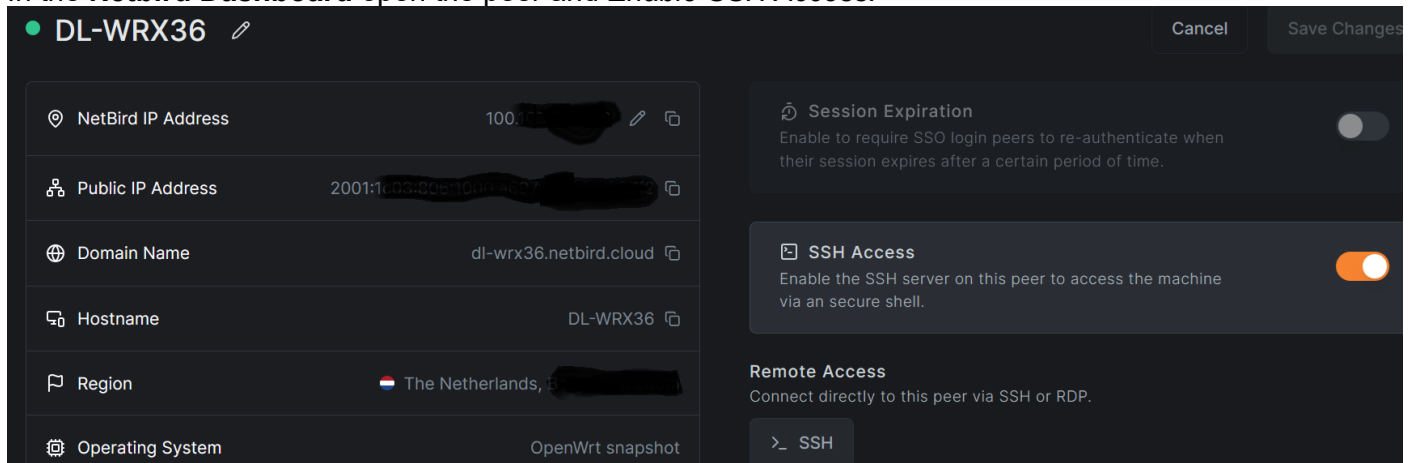 DL-WRX36
Cancel
Save Changes
NetBird IP Address 100.
Public IP Address 2001:1
Domain Name dl-wrx36.netbird.cloud
Hostname DL-WRX36
Region The Netherlands,
Operating System OpenWrt snapshot
Session Expiration
Enable to require SSO login peers to re-authenticate when
their session expires after a certain period of time.
SSH Access
Enable the SSH server on this peer to access the machine
via an secure shell.
Remote Access
Connect directly to this peer via SSH or RDP.
>_ SSH